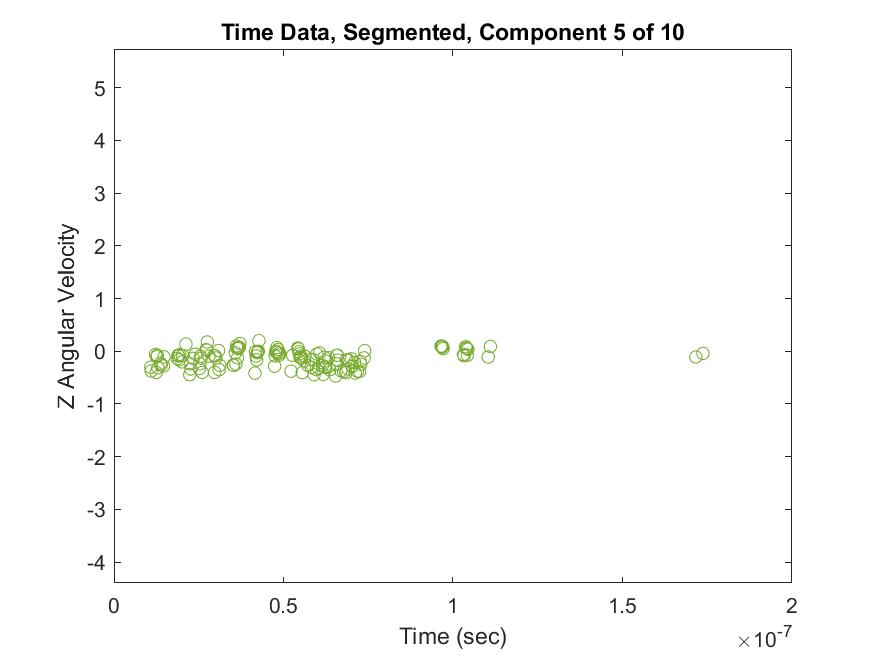 Time Data, Segmented, Component 5 of 10
Z Angular Velocity
5
4
3
2
1
0
-1
-2
-3
-4
0 0.5 1 1.5 2
Time (sec)
×10^-7